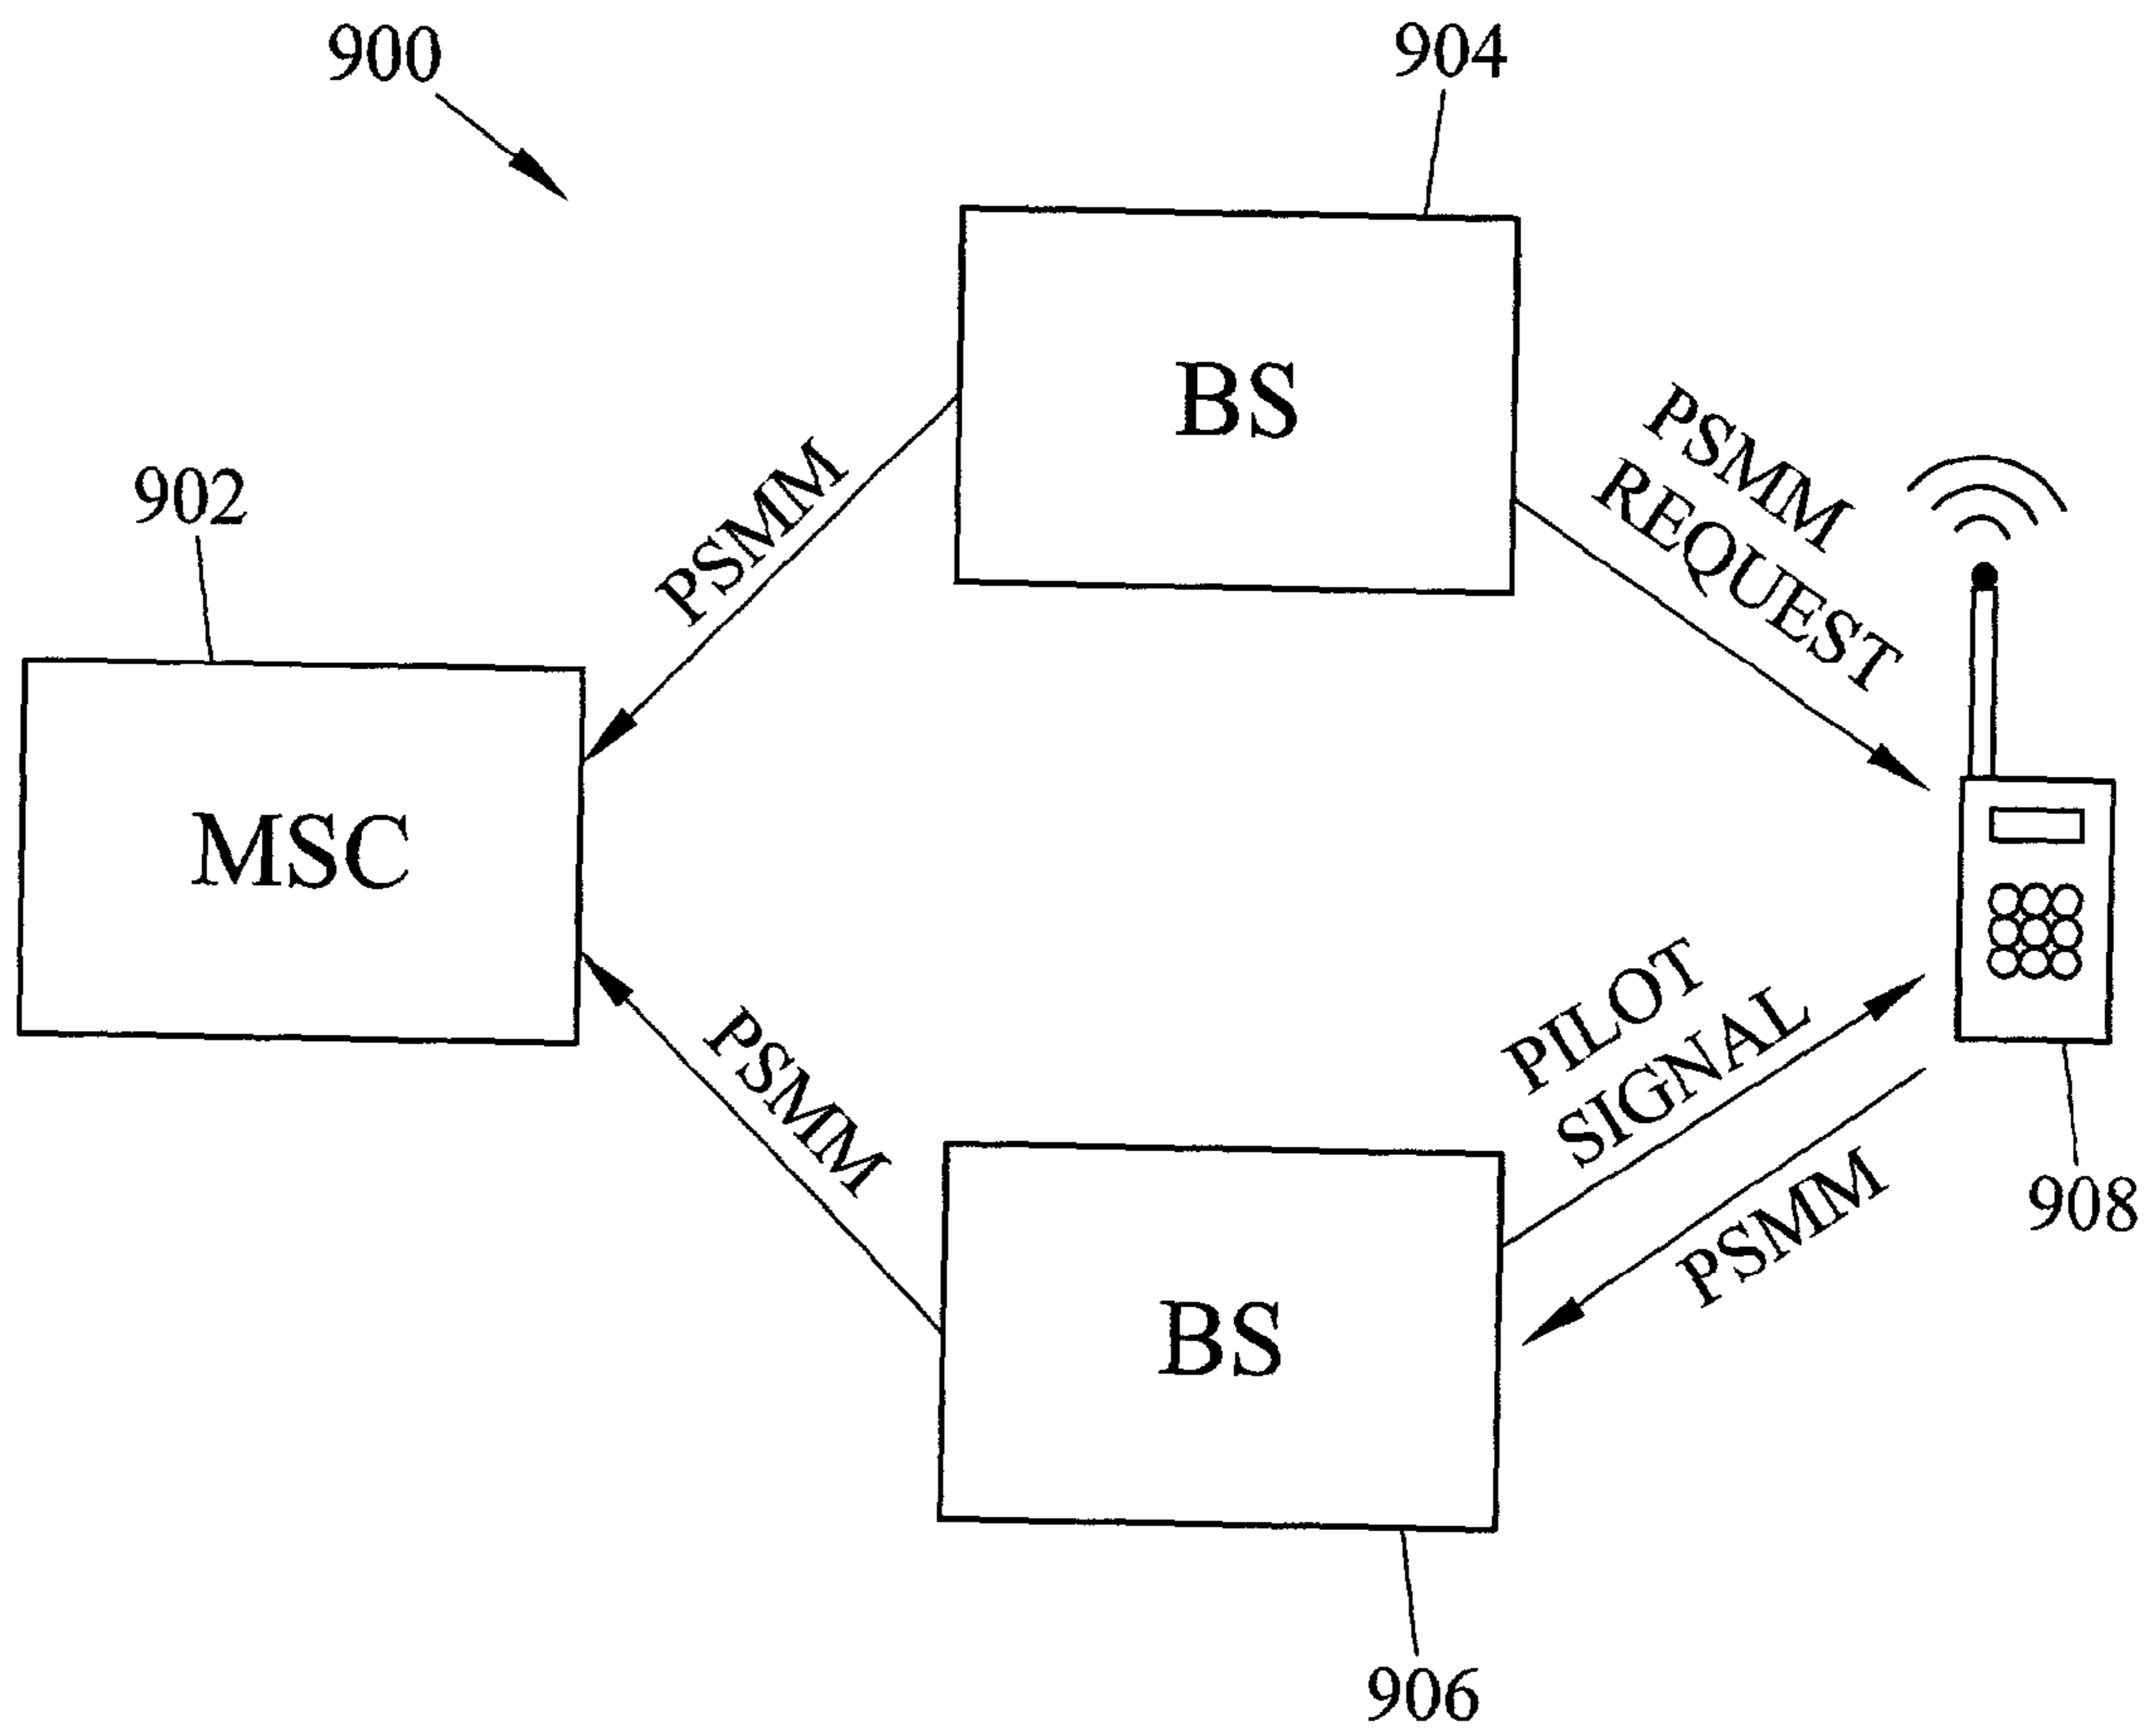 900
904
BS
PSMM
REQUEST
902
PSMM
MSC
PILOT
SIGNAL
PSMM
PSMM
908
BS
906